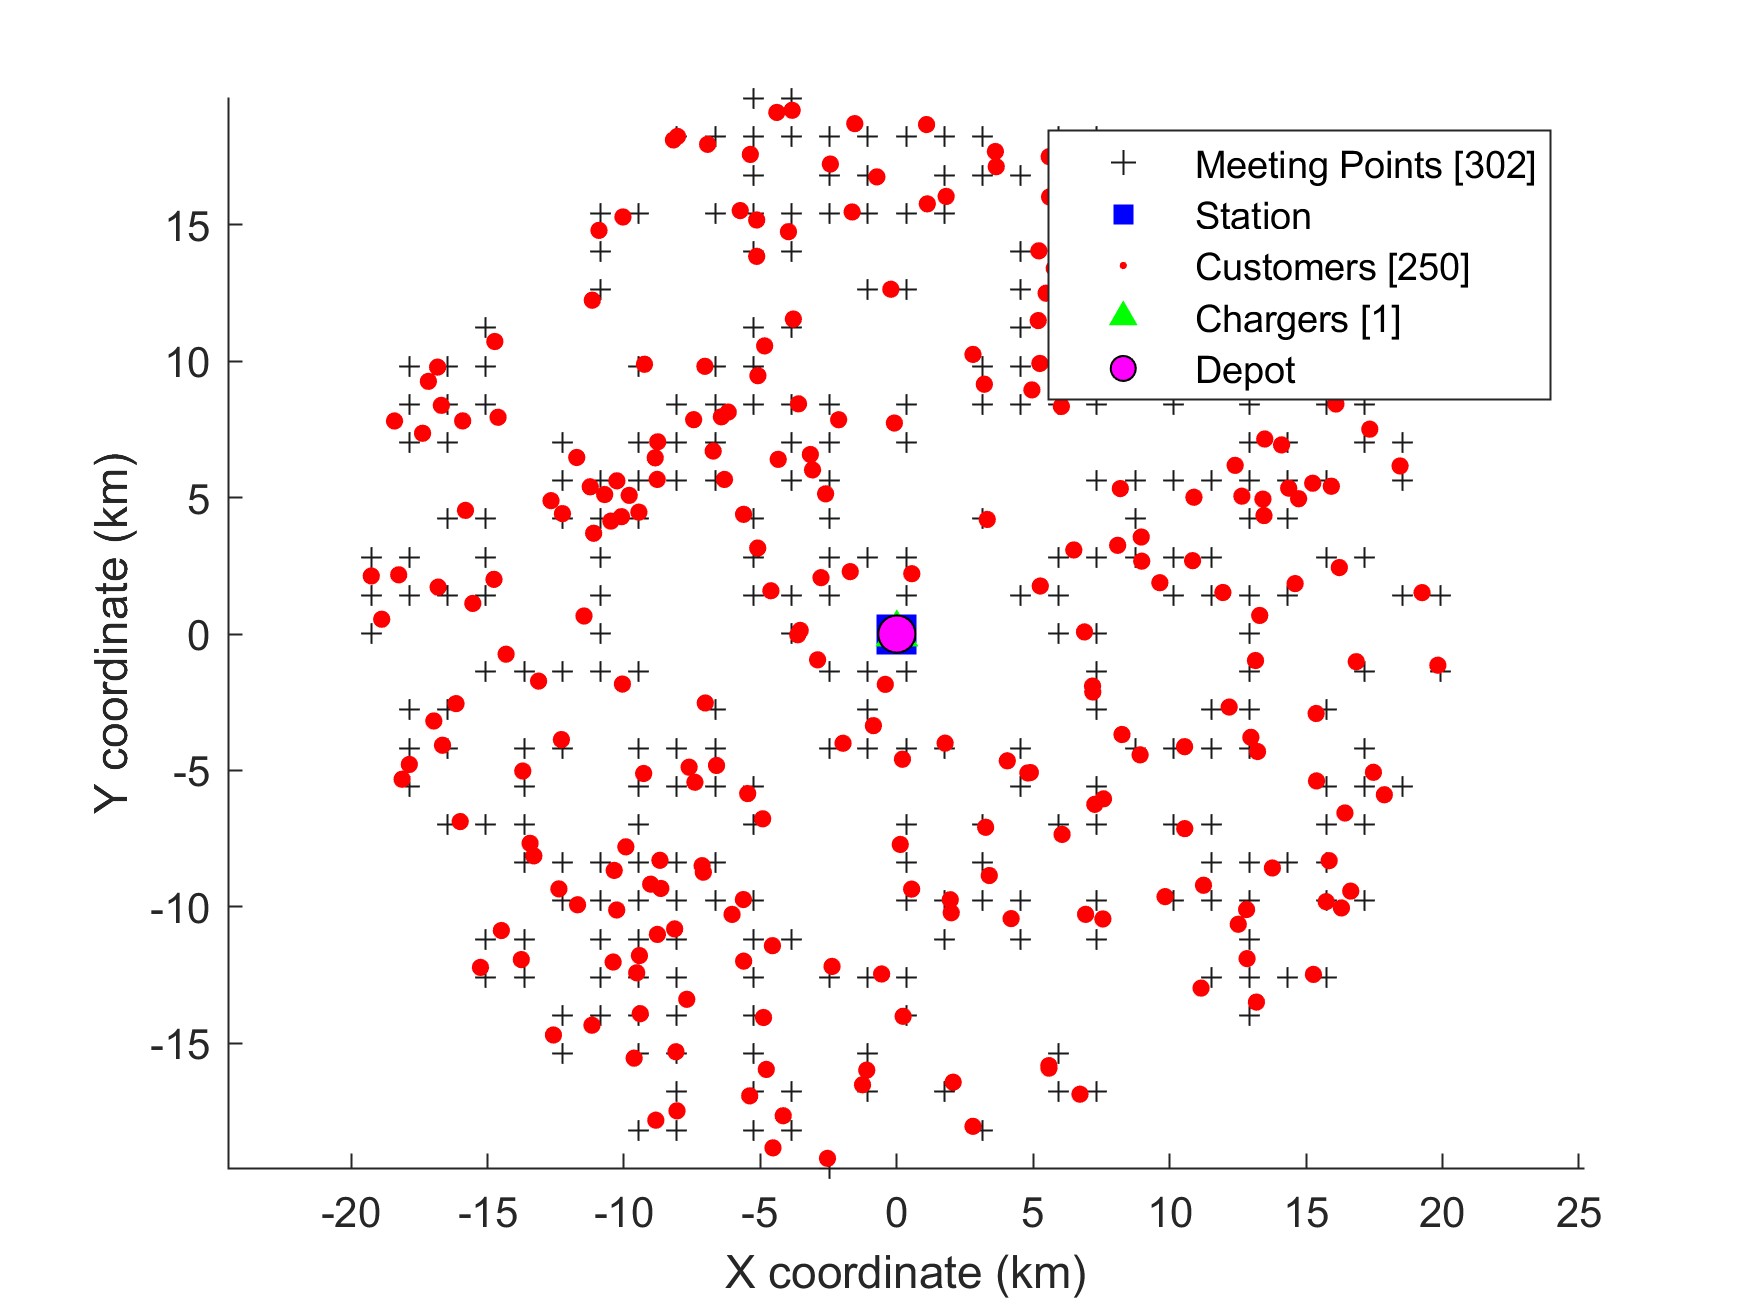 Meeting Points [302]
Station
Customers [250]
Chargers [1]
Depot
15
10
5
0
-5
-10
-15
Y coordinate (km)
-20 -15 -10 -5 0 5 10 15 20 25
X coordinate (km)